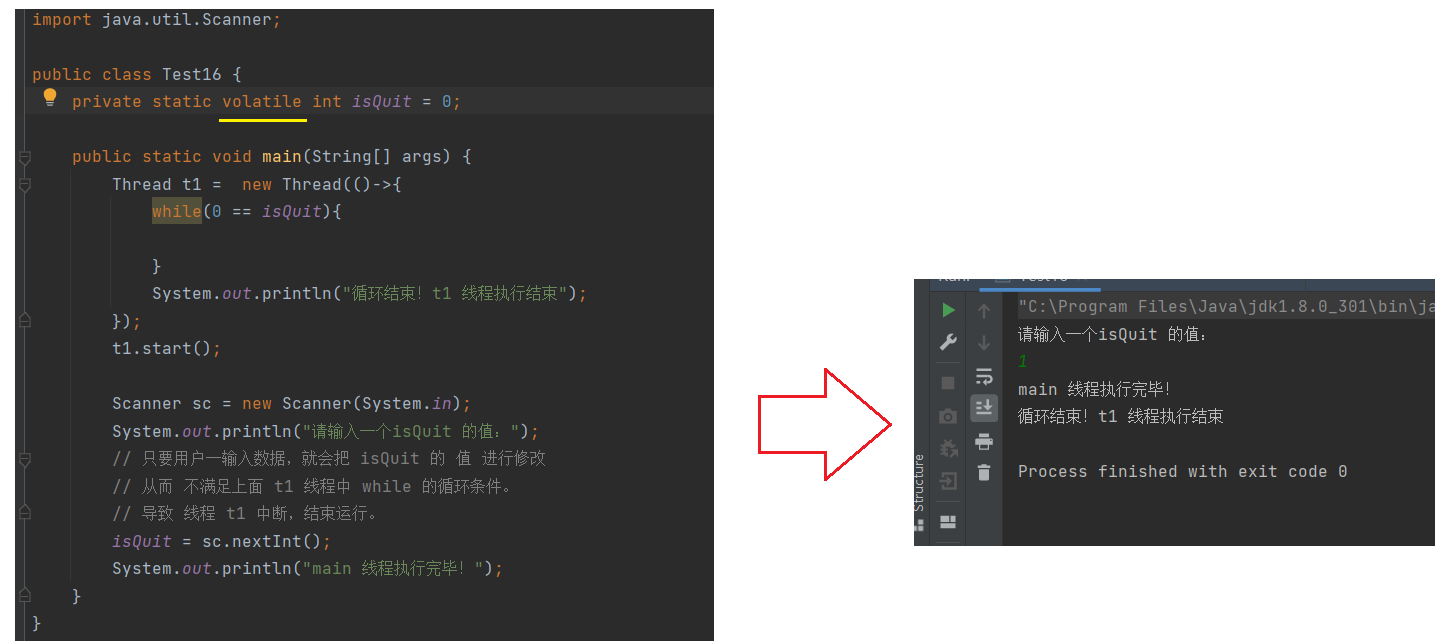 import java.util.Scanner;
public class Test16 {
private static volatile int isQuit = 0;
public static void main(String[] args) {
Thread t1 =  new Thread(()->{
while(0 == isQuit){
}
System.out.println("循环结束! t1 线程执行结束");
});
t1.start();
Scanner sc = new Scanner(System.in);
System.out.println("请输入一个isQuit 的值: ");
// 只要用户一输入数据, 就会把 isQuit 的 值 进行修改
// 从而 不满足上面 t1 线程中 while 的循环条件。
// 导致 线程 t1 中断, 结束运行。
isQuit = sc.nextInt();
System.out.println("main 线程执行完毕! ");
}
}
"C:\Program Files\Java\jdk1.8.0_301\bin\ja
请输入一个isQuit 的值:
1
main 线程执行完毕!
循环结束! t1 线程执行结束
Process finished with exit code 0
Structure